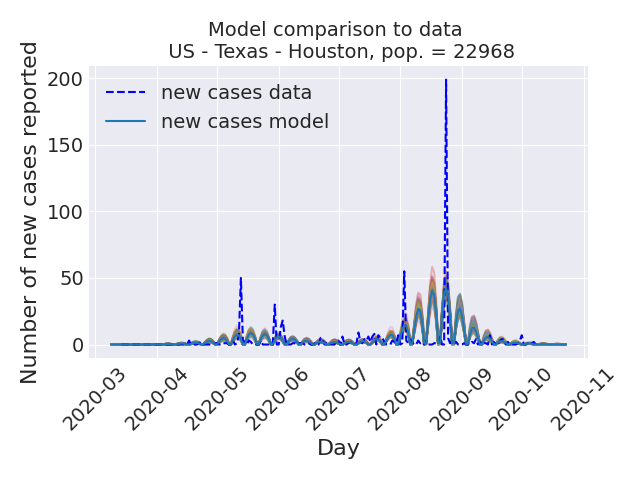 Model comparison to data
US - Texas - Houston, pop. = 22968
Number of new cases reported
200
150
100
50
0
new cases data
new cases model
2020-03
2020-04
2020-05
2020-06
2020-07
2020-08
2020-09
2020-10
2020-11
Day